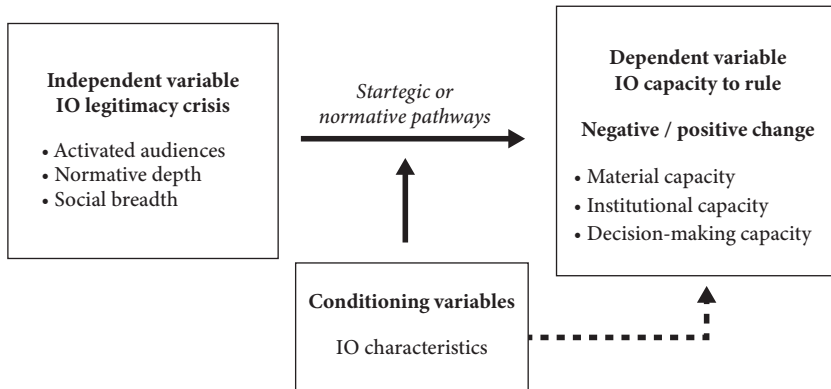 Independent variable
IO legitimacy crisis
• Activated audiences
• Normative depth
• Social breadth
Startegic or
normative pathways
Dependent variable
IO capacity to rule
Negative / positive change
• Material capacity
• Institutional capacity
• Decision-making capacity
Conditioning variables
IO characteristics